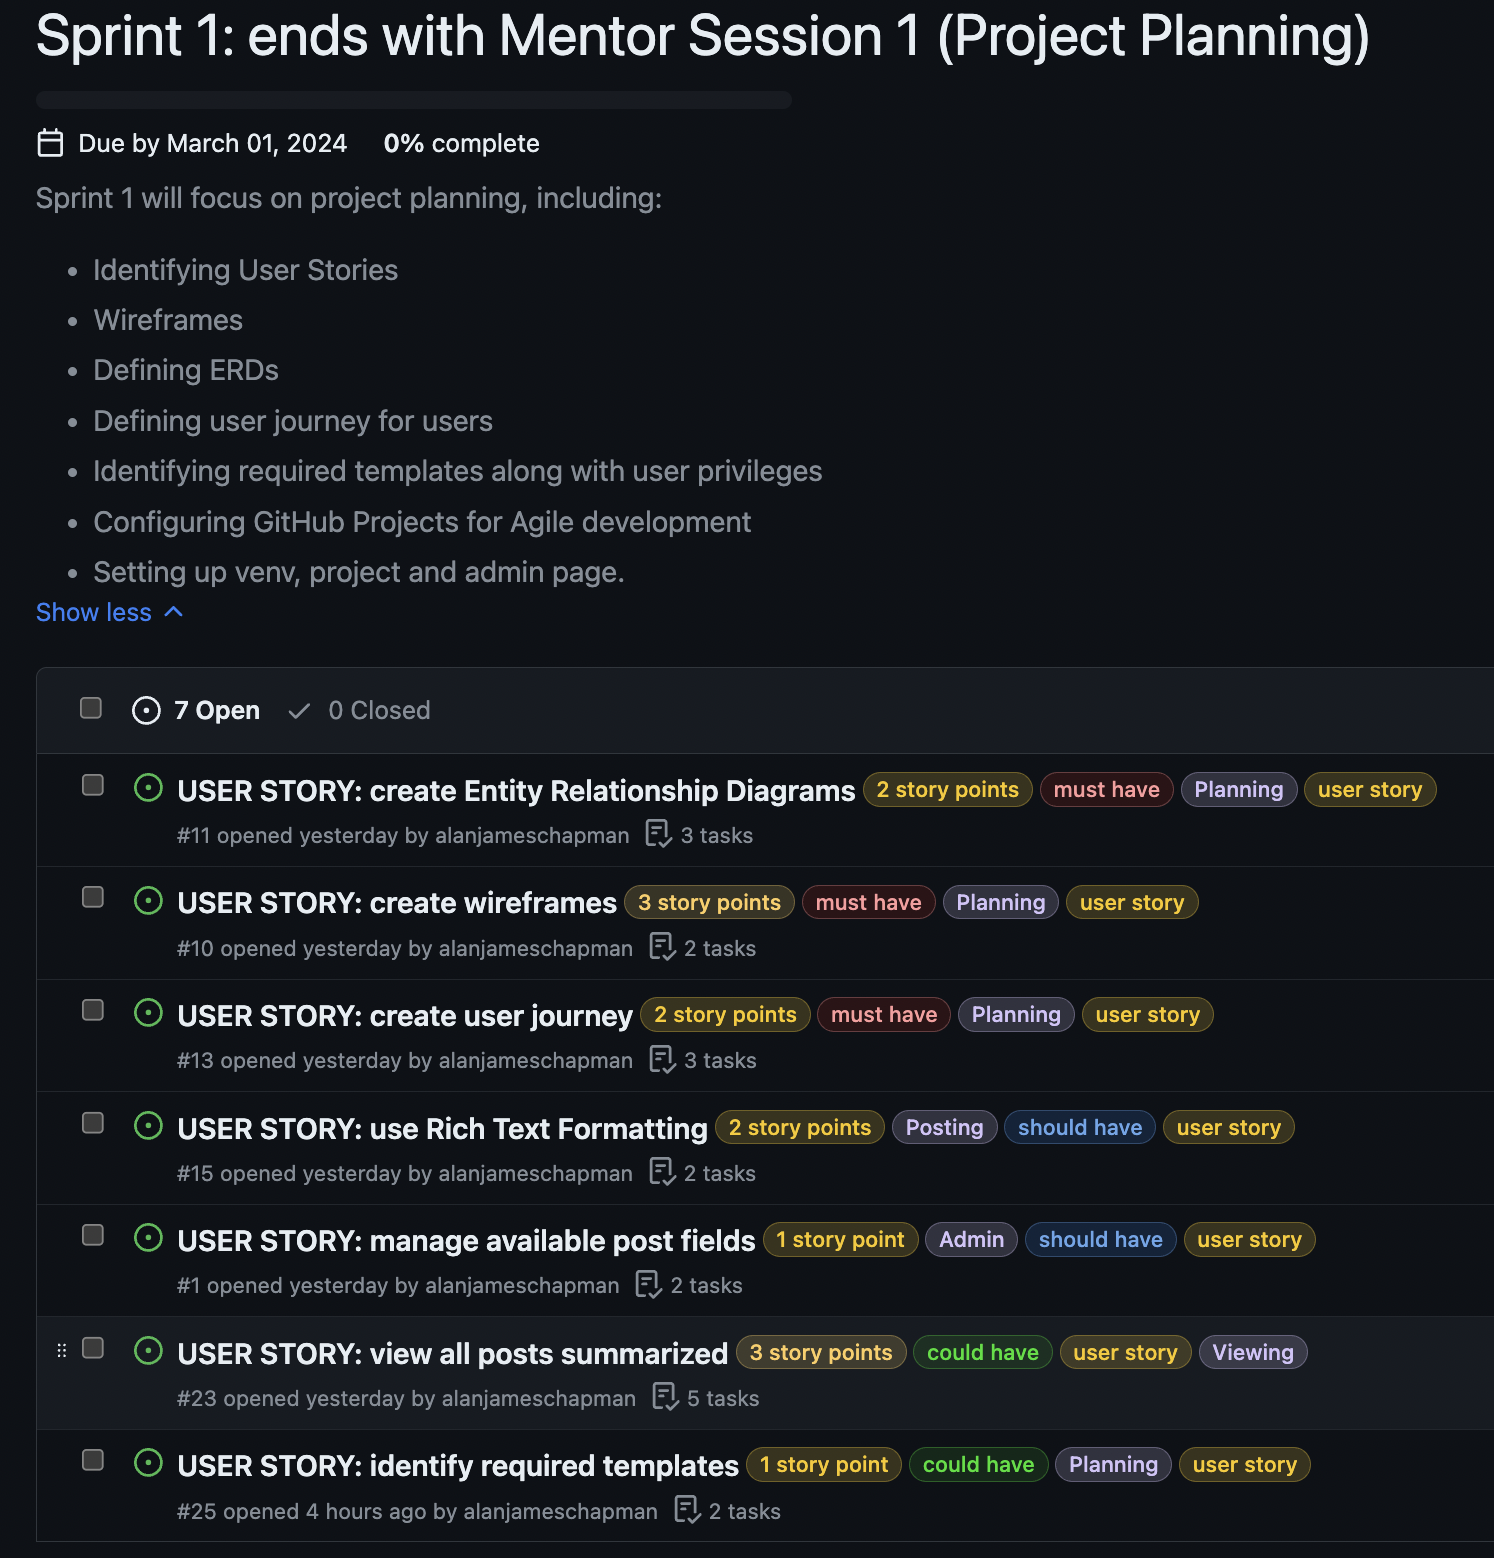 Sprint 1: ends with Mentor Session 1 (Project Planning)
Due by March 01, 2024 0% complete
Sprint 1 will focus on project planning, including:
• Identifying User Stories
• Wireframes
• Defining ERDs
• Defining user journey for users
• Identifying required templates along with user privileges
• Configuring GitHub Projects for Agile development
• Setting up venv, project and admin page.
Show less
7 Open 0 Closed
USER STORY: create Entity Relationship Diagrams 2 story points must have Planning user story
#11 opened yesterday by alanjameschapman 3 tasks
USER STORY: create wireframes 3 story points must have Planning user story
#10 opened yesterday by alanjameschapman 2 tasks
USER STORY: create user journey 2 story points must have Planning user story
#13 opened yesterday by alanjameschapman 3 tasks
USER STORY: use Rich Text Formatting 2 story points Posting should have user story
#15 opened yesterday by alanjameschapman 2 tasks
USER STORY: manage available post fields 1 story point Admin should have user story
#1 opened yesterday by alanjameschapman 2 tasks
USER STORY: view all posts summarized 3 story points could have user story Viewing
#23 opened yesterday by alanjameschapman 5 tasks
USER STORY: identify required templates 1 story point could have Planning user story
#25 opened 4 hours ago by alanjameschapman 2 tasks